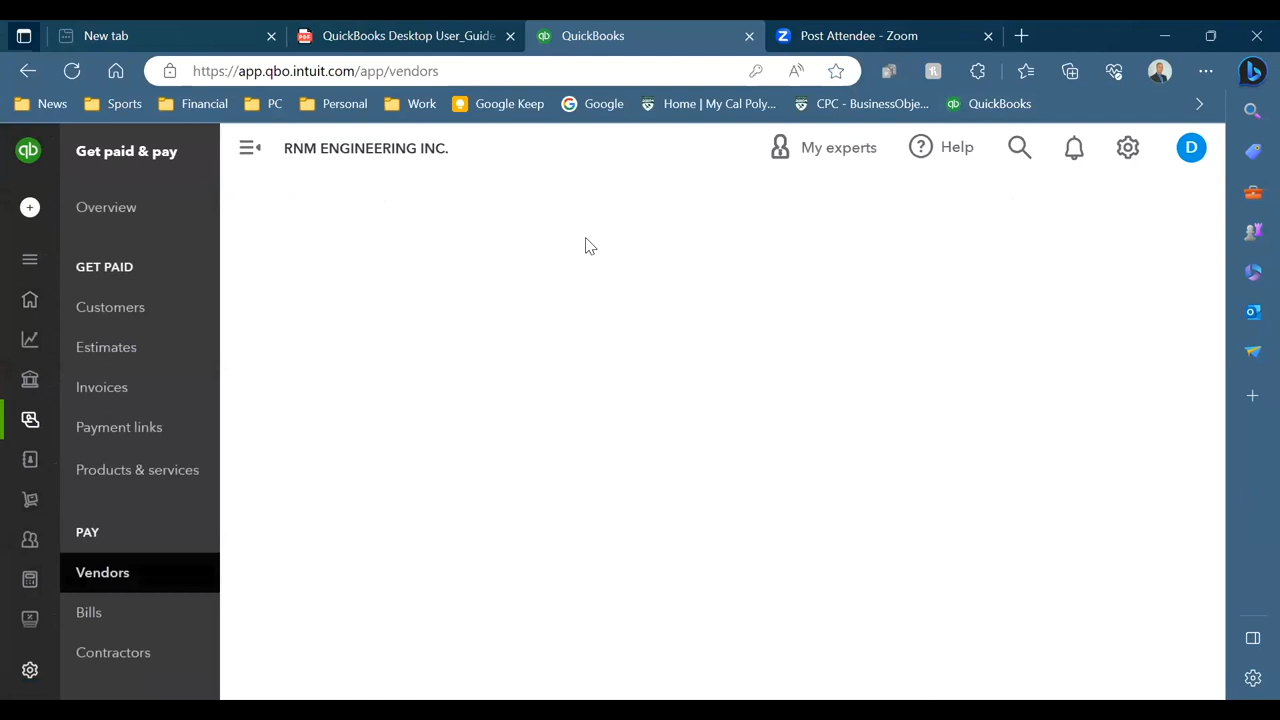 New tab
QuickBooks Desktop User_Guide
QuickBooks
Post Attendee - Zoom
https://app.qbo.intuit.com/app/vendors
News
Sports
Financial
PC
Personal
Work
Google Keep
Google
Home | My Cal Poly...
CPC - BusinessObje...
QuickBooks
qb
Get paid & pay
RNM ENGINEERING INC.
My experts
Help
D
Overview
GET PAID
Customers
Estimates
Invoices
Payment links
Products & services
PAY
Vendors
Bills
Contractors